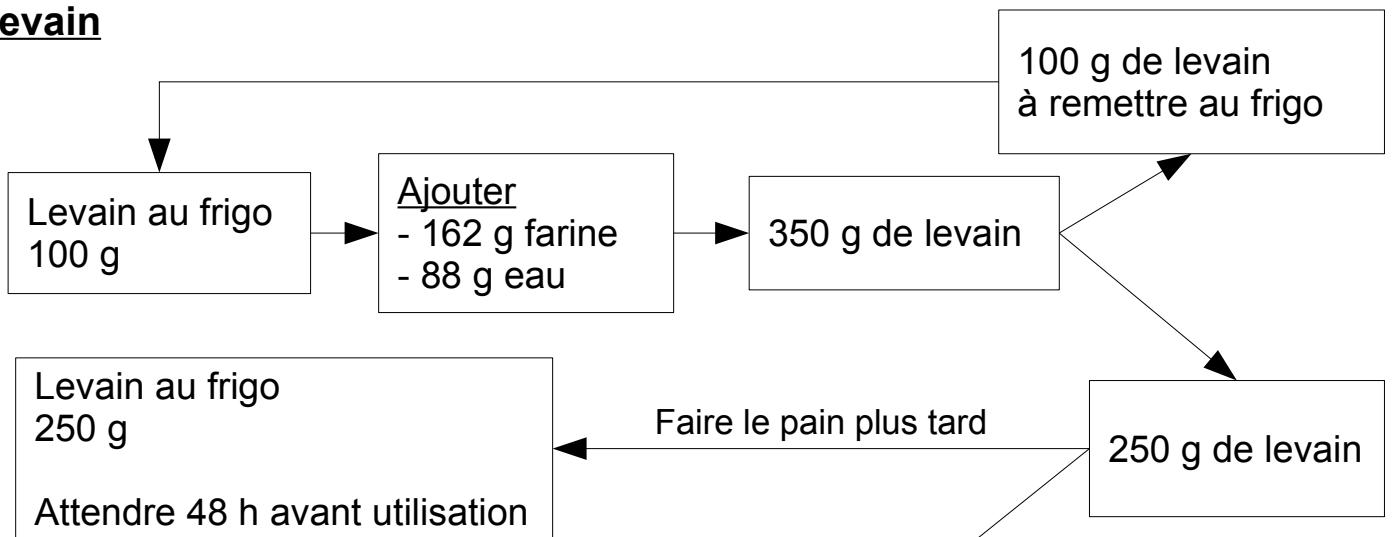 evain
100 g de levain
à remettre au frigo
Levain au frigo
100 g
Ajouter
- 162 g farine
- 88 g eau
350 g de levain
Levain au frigo
250 g
Attendre 48 h avant utilisation
Faire le pain plus tard
250 g de levain